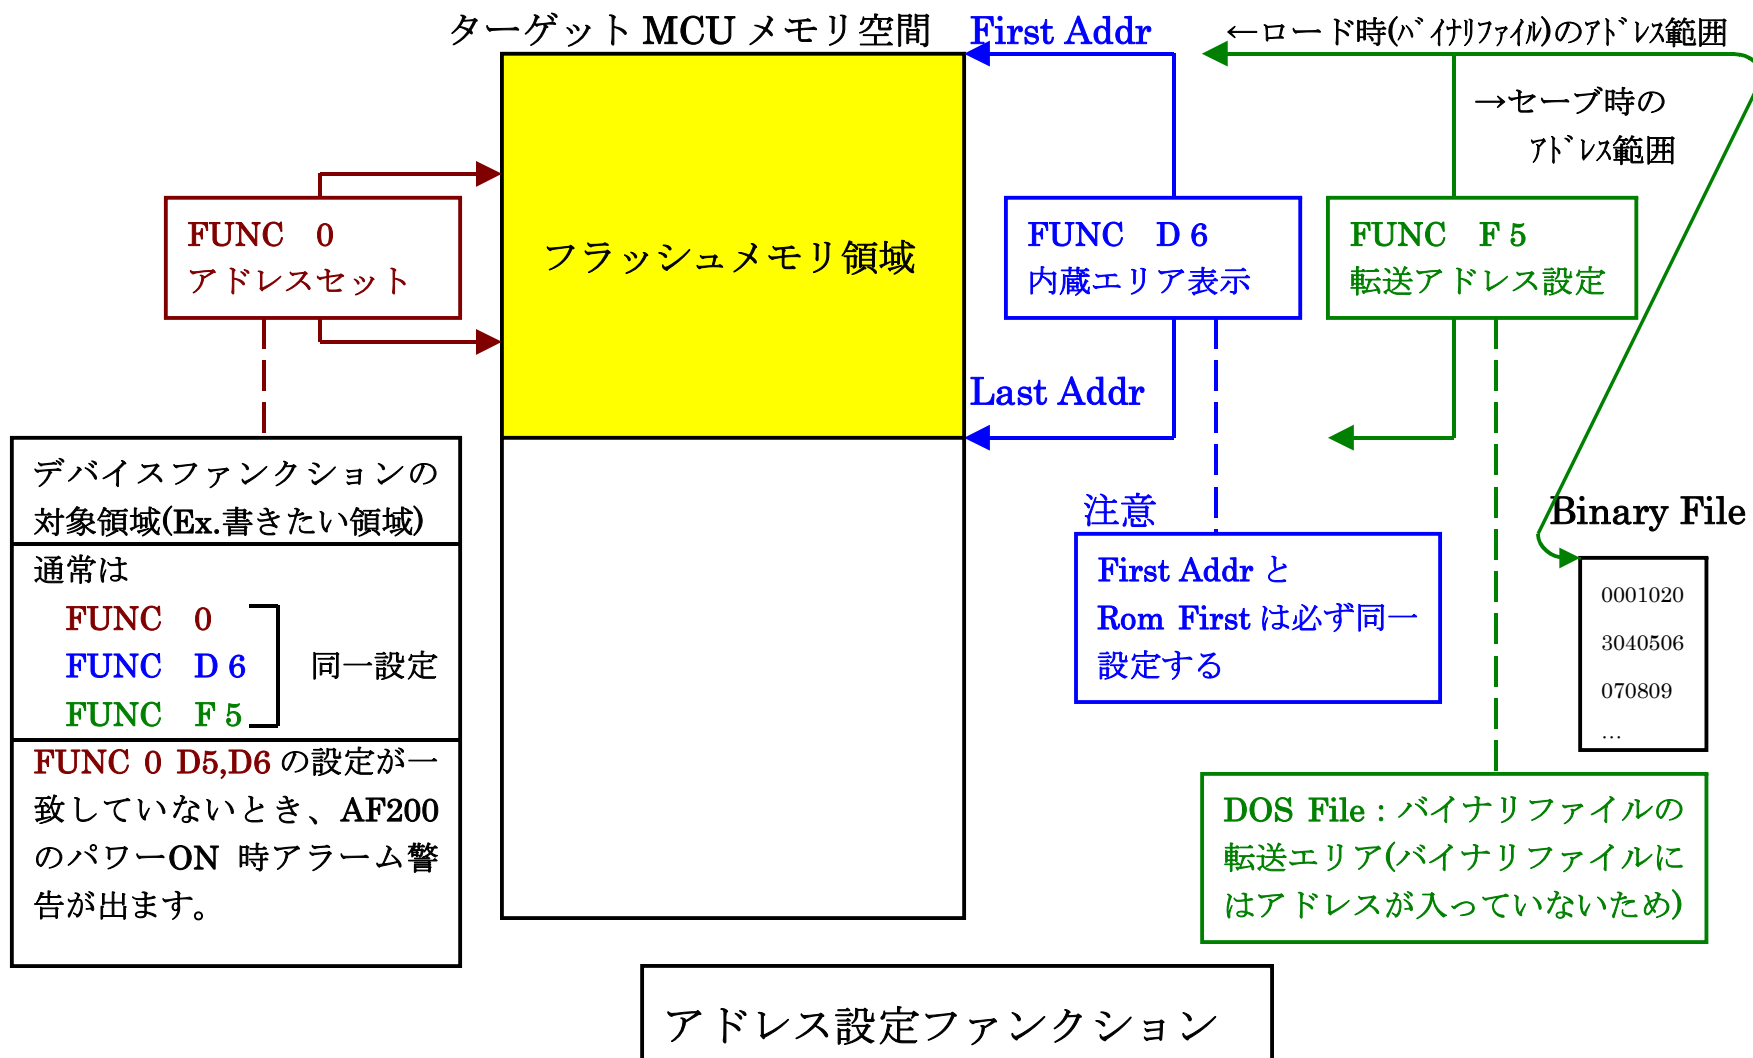 ターゲット MCU メモリ空間
First Addr
←ロード時(ﾊﾞｲﾅﾘﾌｧｲﾙ)のｱﾄﾞﾚｽ範囲
→セーブ時の
ｱﾄﾞﾚｽ範囲
FUNC 0
アドレスセット
フラッシュメモリ領域
FUNC D 6
内蔵エリア表示
FUNC F 5
転送アドレス設定
Last Addr
デバイスファンクションの
対象領域(Ex.書きたい領域)
通常は
FUNC 0
FUNC D 6
FUNC F 5
同一設定
FUNC 0 D5,D6 の設定が一
致していないとき、AF200
のパワーON 時アラーム警
告が出ます。
注意
First Addr と
Rom First は必ず同一
設定する
Binary File
0001020
3040506
070809
…
DOS File : バイナリファイルの
転送エリア(バイナリファイルに
はアドレスが入っていないため)
アドレス設定ファンクション